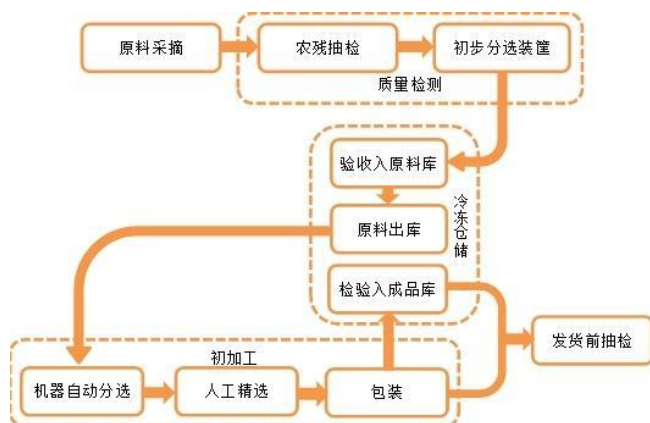 原料采摘
农残抽检
初步分选装筐
质量检测
验收入原料库
原料出库
检验入成品库
冷冻仓储
发货前抽检
初加工
机器自动分选
人工精选
包装